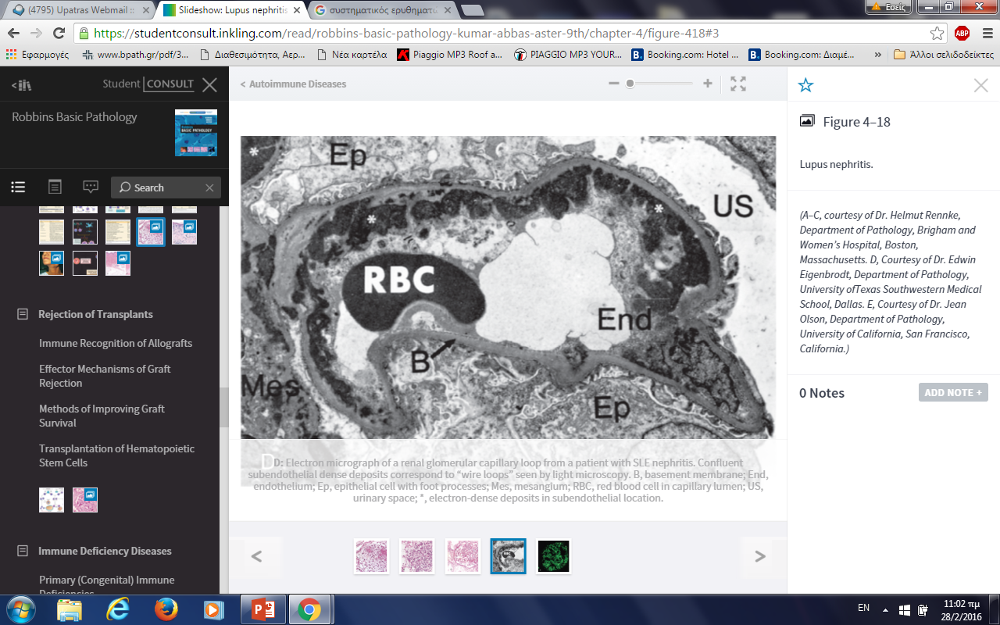 (4795) Upatras Webmail ::
Slideshow: Lupus nephritis
συστηματικός ερυθηματώ
Εσείς
https://studentconsult.inkling.com/read/robbins-basic-pathology-kumar-abbas-aster-9th/chapter-4/figure-418#3
ABP
Εφαρμογές
www.bpath.gr/pdf/3...
Διαθεσιμότητα, Αερ...
Νέα καρτέλα
Piaggio MP3 Roof a...
PIAGGIO MP3 YOUR...
Booking.com: Hotel ...
Booking.com: Διαμέ...
»
Άλλοι σελιδοδείκτες
Student CONSULT
Robbins Basic Pathology
Search
Rejection of Transplants
Immune Recognition of Allografts
Effector Mechanisms of Graft
Rejection
Methods of Improving Graft
Survival
Transplantation of Hematopoietic
Stem Cells
Immune Deficiency Diseases
Primary (Congenital) Immune
Deficiencies
< Autoimmune Diseases
*
Ep
US
*
*
RBC
End
B
Mes
Ep
D
D: Electron micrograph of a renal glomerular capillary loop from a patient with SLE nephritis. Confluent
subendothelial dense deposits correspond to “wire loops” seen by light microscopy. B, basement membrane; End,
endothelium; Ep, epithelial cell with foot processes; Mes, mesangium; RBC, red blood cell in capillary lumen; US,
urinary space; *, electron-dense deposits in subendothelial location.
Figure 4–18
Lupus nephritis.
(A–C, courtesy of Dr. Helmut Rennke,
Department of Pathology, Brigham and
Women’s Hospital, Boston,
Massachusetts. D, Courtesy of Dr. Edwin
Eigenbrodt, Department of Pathology,
University ofTexas Southwestern Medical
School, Dallas. E, Courtesy of Dr. Jean
Olson, Department of Pathology,
University of California, San Francisco,
California.)
0 Notes
ADD NOTE +
EN
11:02 πμ
28/2/2016